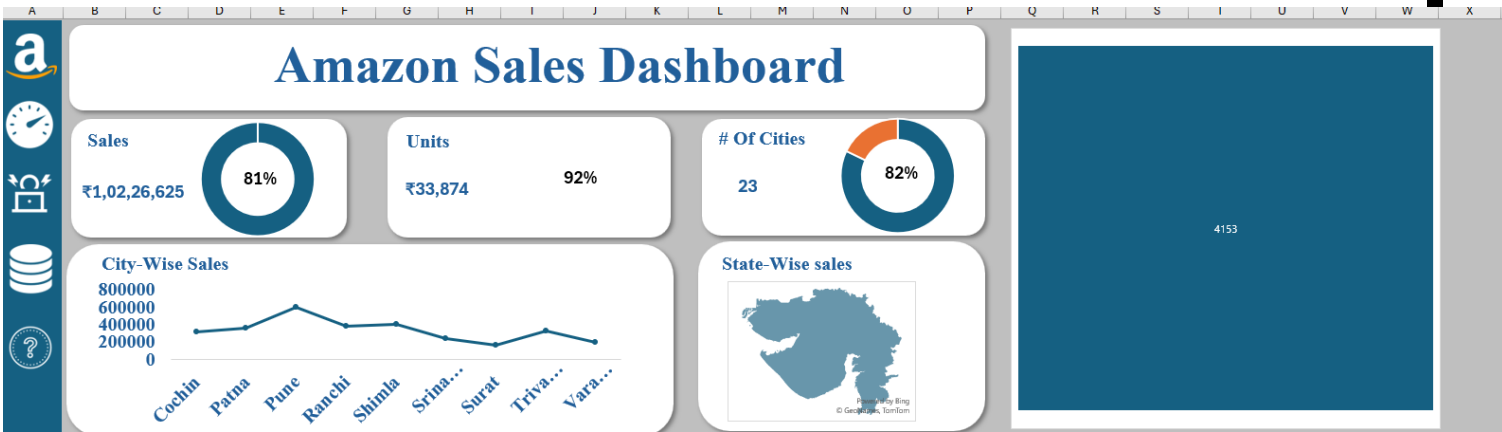 A B C D E F G H I J K L M N O P Q R S T U V W X
a
Amazon Sales Dashboard
Sales
₹1,02,26,625
81%
Units
₹33,874
92%
# Of Cities
23
82%
City-Wise Sales
800000
600000
400000
200000
0
Cochin
Patna
Pune
Ranchi
Shimla
Srina...
Surat
Triva...
Vara...
State-Wise sales
Powered by Bing
© GeoNames, TomTom
4153
?